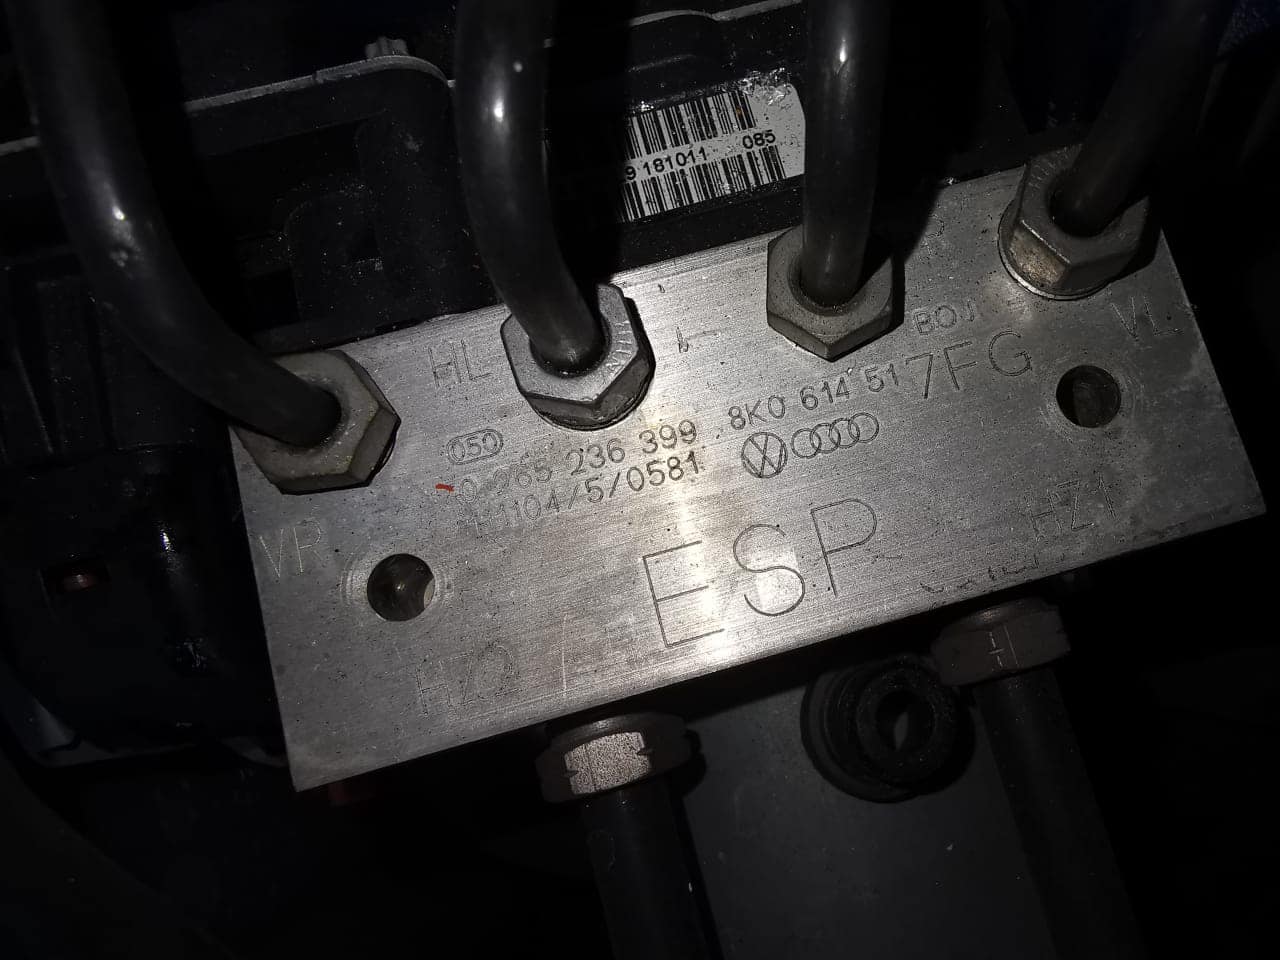 9 181011 085
HL
R
BOJ
VL
050
0 265 236 399 8K0 614 517FG
1104/5/0581
VR
ESP
HZ1
HZ2